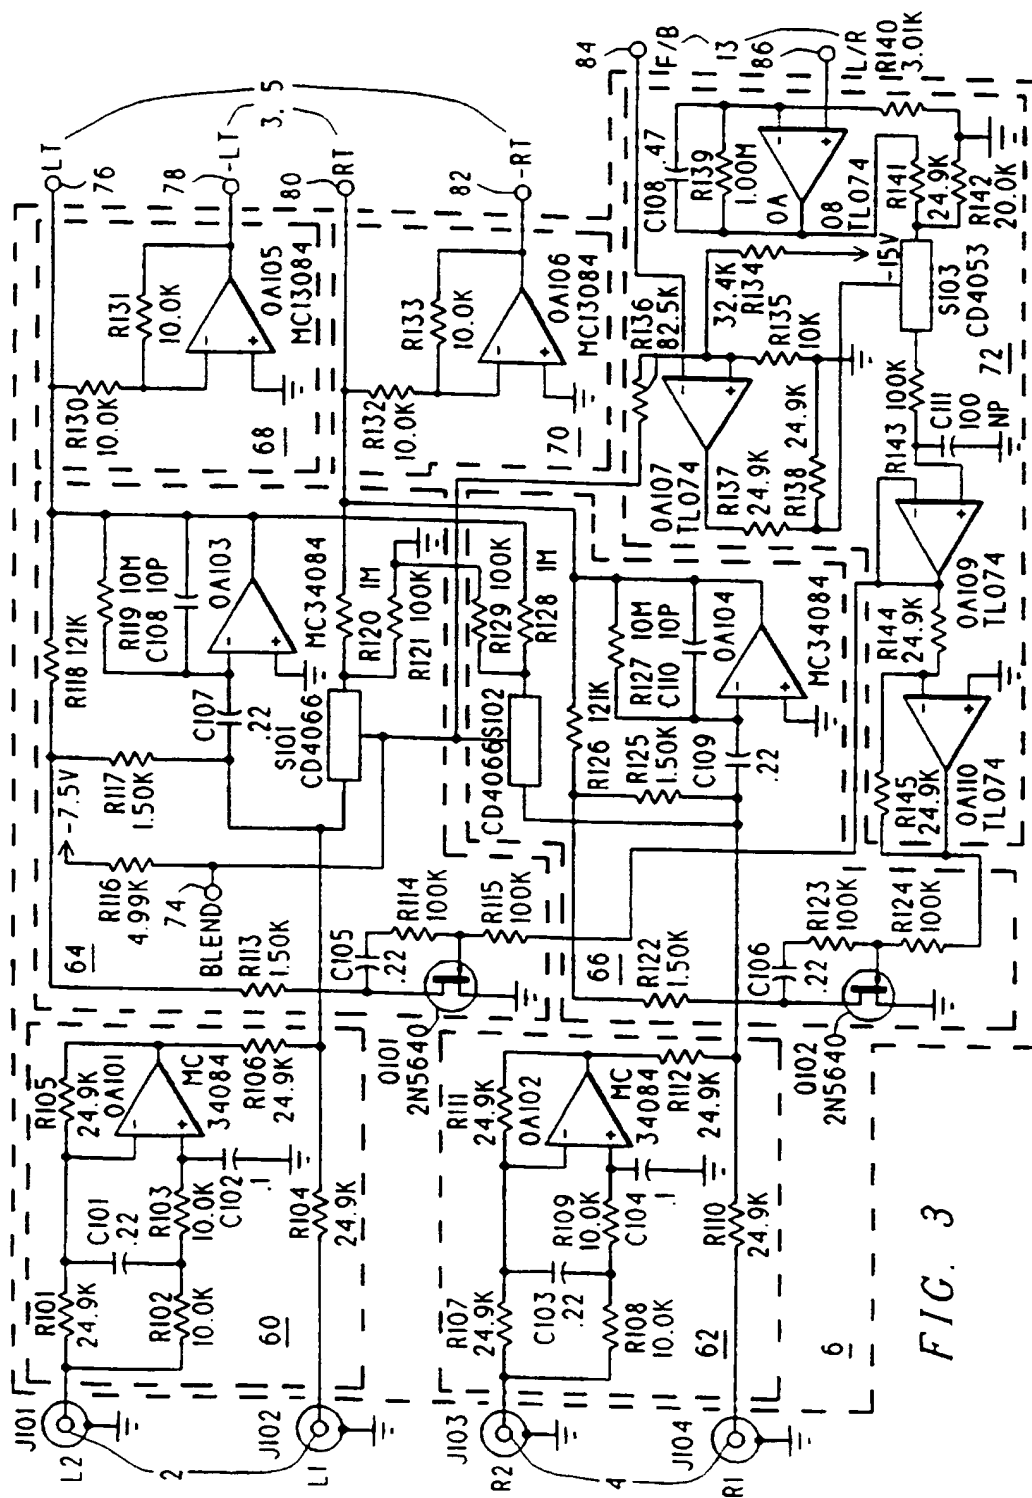 J101
L2
2
J102
L1
J103
R2
4
J104
R1
R101
24.9K
R102
10.0K
C101
.22
R103
10.0K
C102
.1
R104
24.9K
R105
24.9K
OA101
MC
34084
R106
24.9K
60
R107
24.9K
R108
10.0K
C103
.22
R109
10.0K
C104
.1
R110
24.9K
R111
24.9K
OA102
MC
34084
R112
24.9K
62
6
64
R113
1.50K
C105
.22
R114
100K
R115
100K
Q101
2N5640
74
BLEND
R116
4.99K
-7.5V
R117
1.50K
R118 121K
C107
.22
R119 10M
C108 10P
OA103
MC34084
S101
CD4066
R120 1M
R121 100K
CD4066
S102
R129 100K
R128 1M
66
R122
1.50K
C106
.22
R123
100K
R124
100K
Q102
2N5640
R126 121K
R125
1.50K
C109
.22
R127 10M
C110 10P
OA104
MC34084
R130
10.0K
R131
10.0K
OA105
MC13084
68
R132
10.0K
R133
10.0K
OA106
MC13084
70
LT
76
-LT
78
3, 5
RT
80
-RT
82
84
F/B
13
86
L/R
R136
82.5K
OA107
TL074
R137
24.9K
R138
24.9K
32.4K
R134
R135
10K
-15V
C108 .47
R139
1.00M
OA
08
TL074
R140
3.01K
R141
24.9K
R142
20.0K
S103
CD4053
72
R143 100K
C111
100
NP
OA109
TL074
R144
24.9K
R145
24.9K
OA110
TL074
FIG. 3